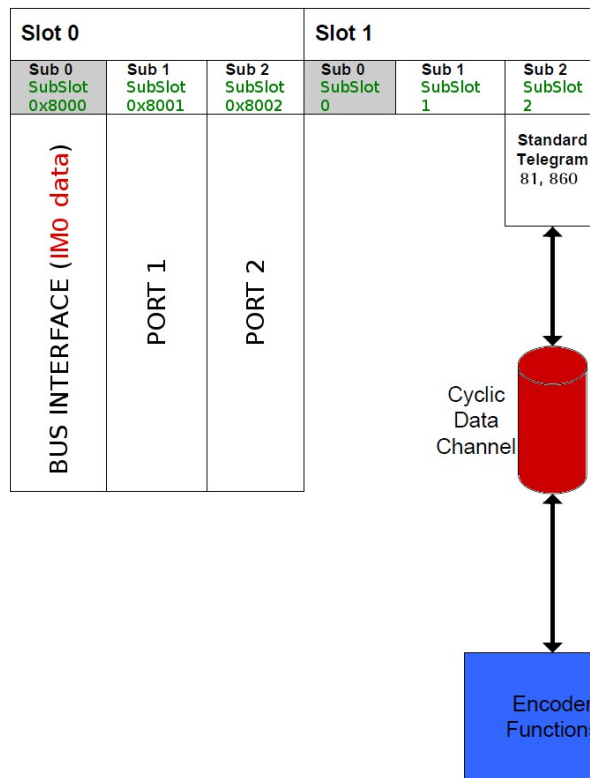 Slot 0
Slot 1
Sub 0
SubSlot
0x8000
Sub 1
SubSlot
0x8001
Sub 2
SubSlot
0x8002
Sub 0
SubSlot
0
Sub 1
SubSlot
1
Sub 2
SubSlot
2
BUS INTERFACE (IM0 data)
PORT 1
PORT 2
Standard
Telegram
81, 860
Cyclic
Data
Channel
Encoder
Functions